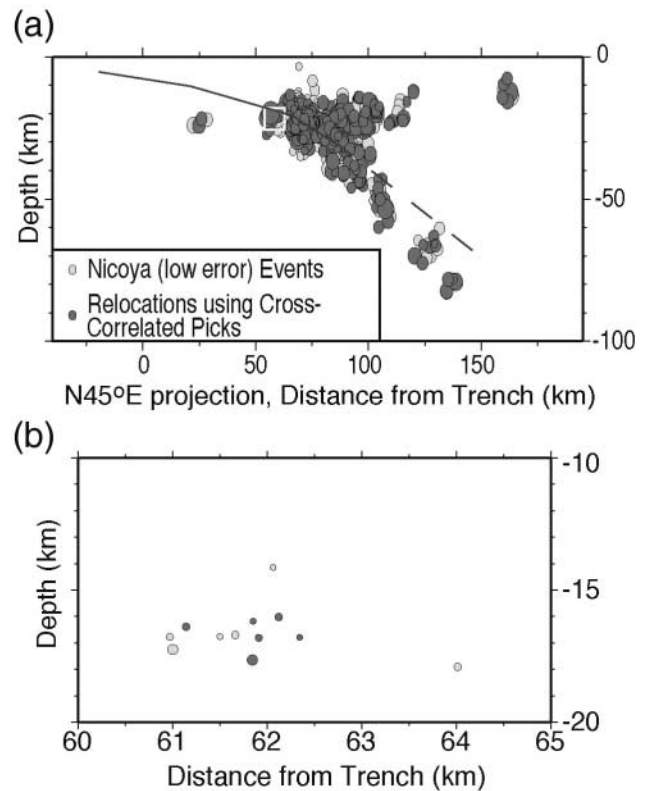 (a)
0
-50
-100
Depth (km)
Nicoya (low error) Events
Relocations using Cross-
Correlated Picks
0 50 100 150
N45ºE projection, Distance from Trench (km)
(b)
-10
-15
-20
Depth (km)
60 61 62 63 64 65
Distance from Trench (km)